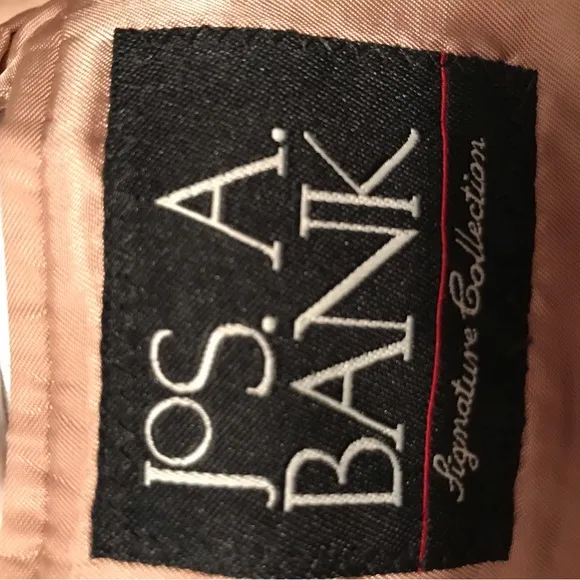 JOS. A.
BANK
Signature Collection